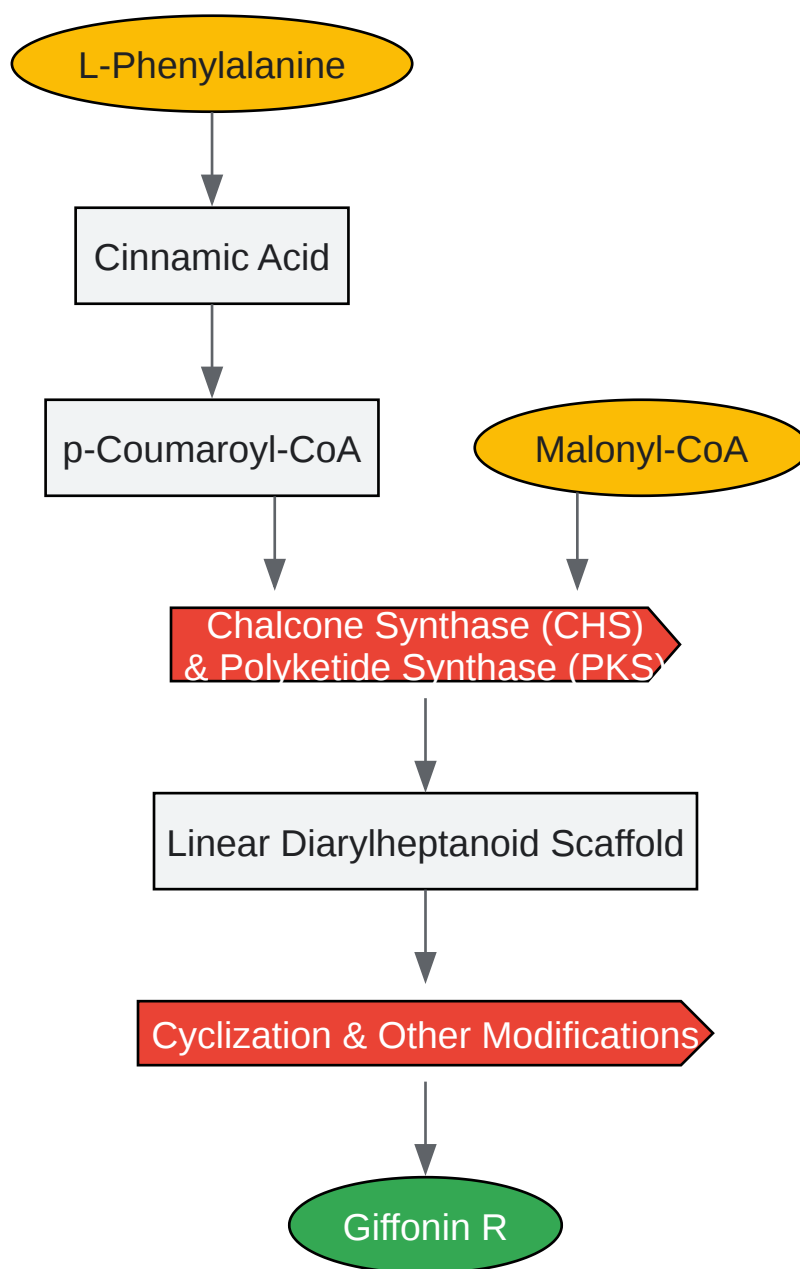 L-Phenylalanine
Cinnamic Acid
p-Coumaroyl-CoA
Malonyl-CoA
Chalcone Synthase (CHS)
& Polyketide Synthase (PKS)
Linear Diarylheptanoid Scaffold
Cyclization & Other Modifications
Giffonin R